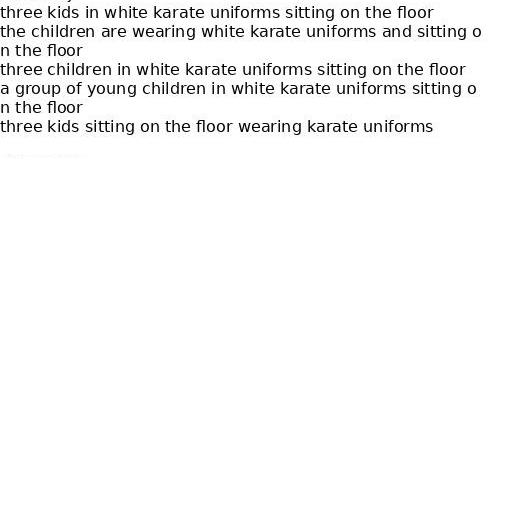 three kids in white karate uniforms sitting on the floor
the children are wearing white karate uniforms and sitting o
n the floor
three children in white karate uniforms sitting on the floor
a group of young children in white karate uniforms sitting o
n the floor
three kids sitting on the floor wearing karate uniforms